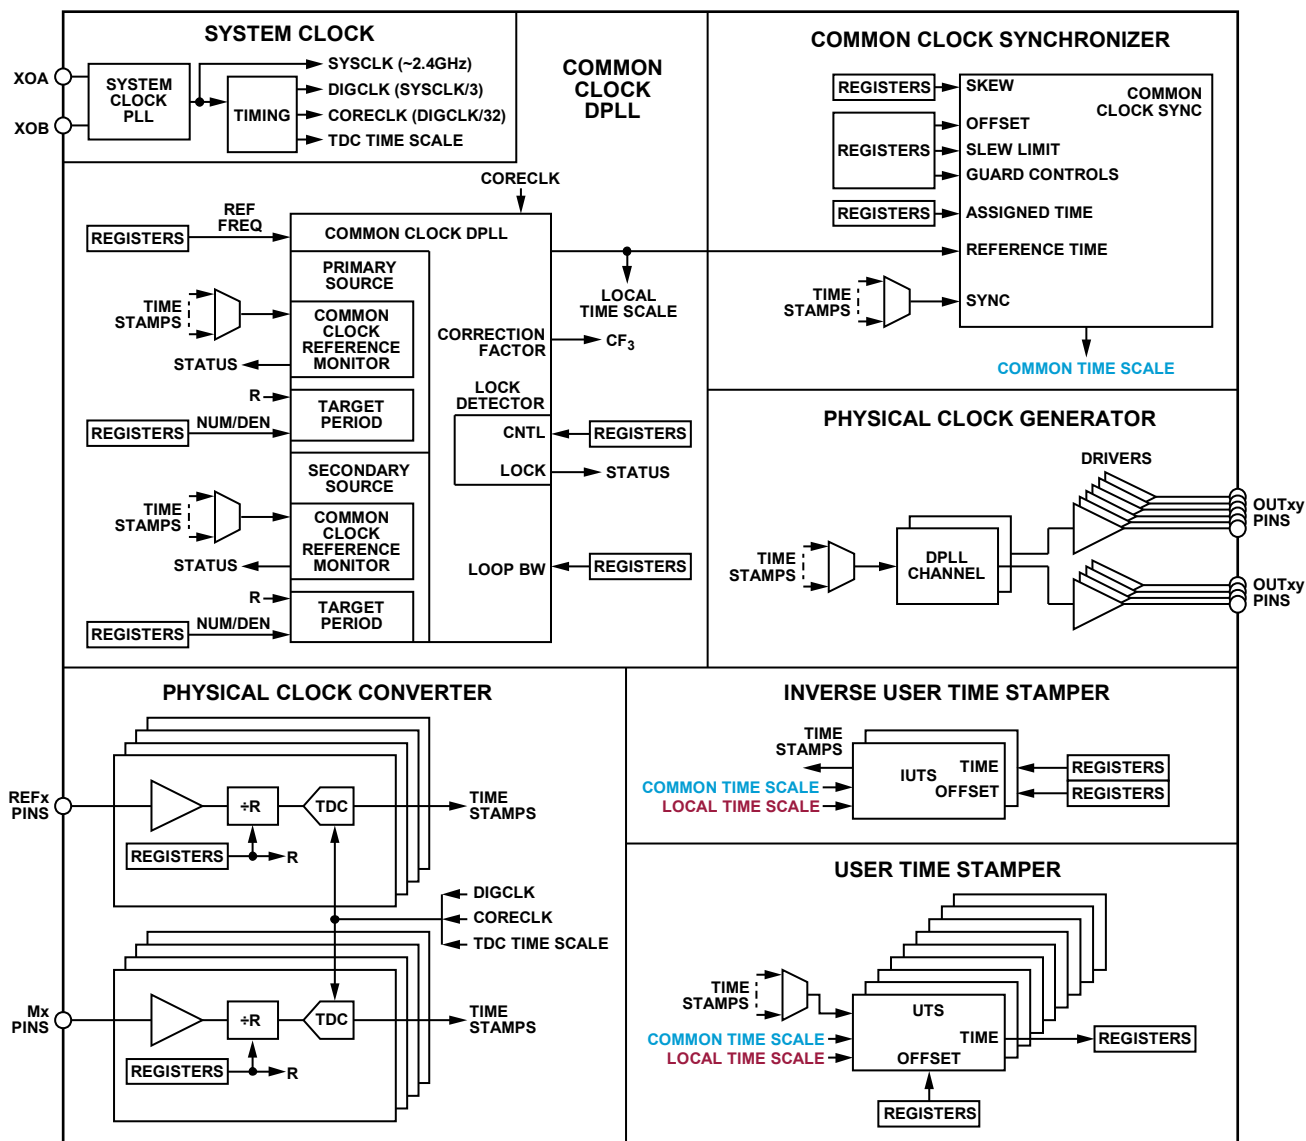 SYSTEM CLOCK
XOA
XOB
SYSTEM
CLOCK
PLL
TIMING
SYSCLK (~2.4GHz)
DIGCLK (SYSCLK/3)
CORECLK (DIGCLK/32)
TDC TIME SCALE
COMMON
CLOCK
DPLL
CORECLK
REF
FREQ
REGISTERS
COMMON CLOCK DPLL
PRIMARY
SOURCE
TIME
STAMPS
COMMON
CLOCK
REFERENCE
MONITOR
STATUS
R
TARGET
PERIOD
REGISTERS
NUM/DEN
SECONDARY
SOURCE
TIME
STAMPS
COMMON
CLOCK
REFERENCE
MONITOR
STATUS
R
TARGET
PERIOD
REGISTERS
NUM/DEN
LOCAL
TIME SCALE
CORRECTION
FACTOR
CF3
LOCK
DETECTOR
CNTL
REGISTERS
LOCK
STATUS
LOOP BW
REGISTERS
COMMON CLOCK SYNCHRONIZER
COMMON
CLOCK SYNC
REGISTERS
SKEW
REGISTERS
OFFSET
SLEW LIMIT
GUARD CONTROLS
REGISTERS
ASSIGNED TIME
REFERENCE TIME
TIME
STAMPS
SYNC
COMMON TIME SCALE
PHYSICAL CLOCK GENERATOR
DRIVERS
TIME
STAMPS
DPLL
CHANNEL
OUTxy
PINS
OUTxy
PINS
PHYSICAL CLOCK CONVERTER
REFx
PINS
÷R
TDC
TIME
STAMPS
REGISTERS
R
DIGCLK
CORECLK
TDC TIME SCALE
Mx
PINS
÷R
TDC
TIME
STAMPS
REGISTERS
R
INVERSE USER TIME STAMPER
TIME
STAMPS
COMMON TIME SCALE
LOCAL TIME SCALE
IUTS
TIME
OFFSET
REGISTERS
REGISTERS
USER TIME STAMPER
TIME
STAMPS
COMMON TIME SCALE
LOCAL TIME SCALE
UTS
TIME
OFFSET
REGISTERS
REGISTERS